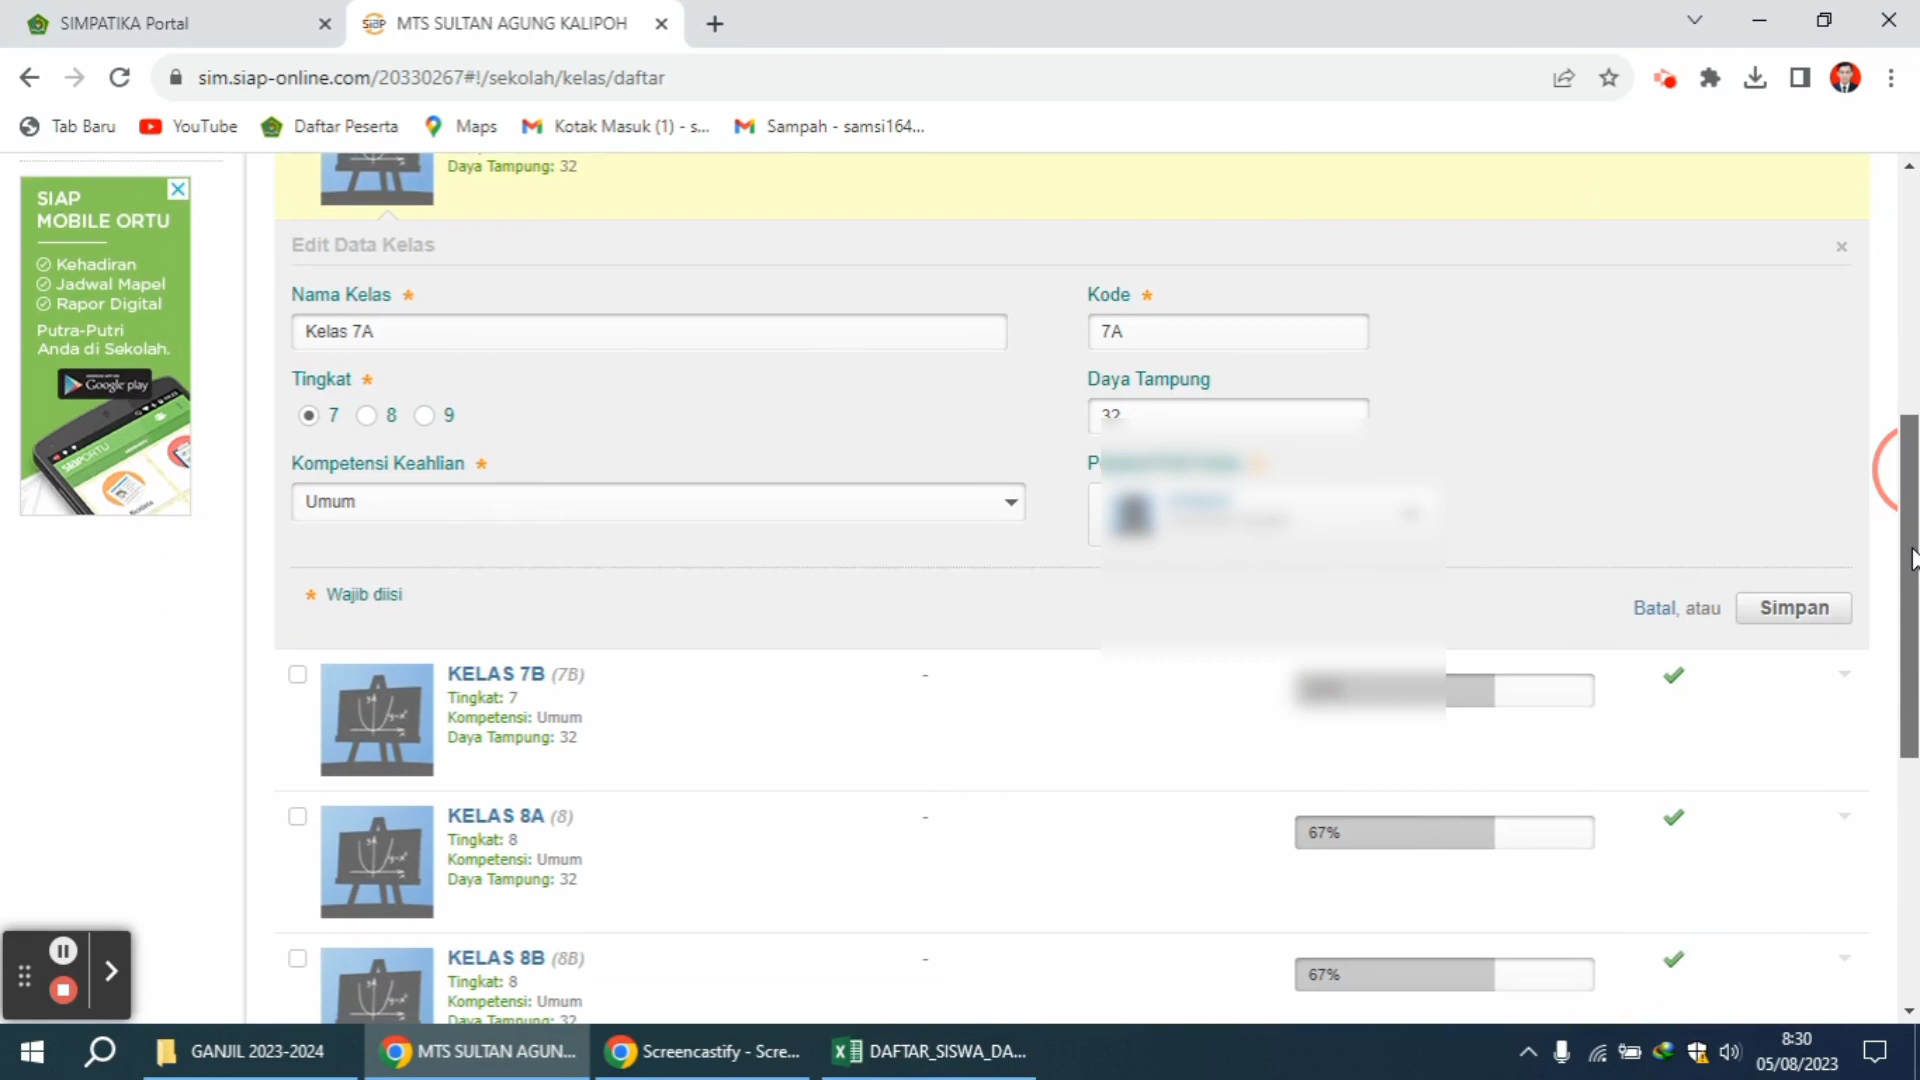 SIMPATIKA Portal
SiAP MTS SULTAN AGUNG KALIPOH
sim.siap-online.com/20330267#!/sekolah/kelas/daftar
Tab Baru
YouTube
Daftar Peserta
Maps
Kotak Masuk (1) - s...
Sampah - samsi164...
SIAP
MOBILE ORTU
Kehadiran
Jadwal Mapel
Rapor Digital
Putra-Putri
Anda di Sekolah.
Google play
Daya Tampung: 32
Edit Data Kelas
Nama Kelas *
Kelas 7A
Kode *
7A
Tingkat *
7 8 9
Daya Tampung
32
Kompetensi Keahlian *
Umum
* Wajib diisi
Batal, atau Simpan
KELAS 7B (7B)
Tingkat: 7
Kompetensi: Umum
Daya Tampung: 32
-
KELAS 8A (8)
Tingkat: 8
Kompetensi: Umum
Daya Tampung: 32
-
67%
KELAS 8B (8B)
Tingkat: 8
Kompetensi: Umum
Daya Tampung: 32
-
67%
GANJIL 2023-2024
MTS SULTAN AGUN...
Screencastify - Scre...
DAFTAR_SISWA_DA...
8:30
05/08/2023